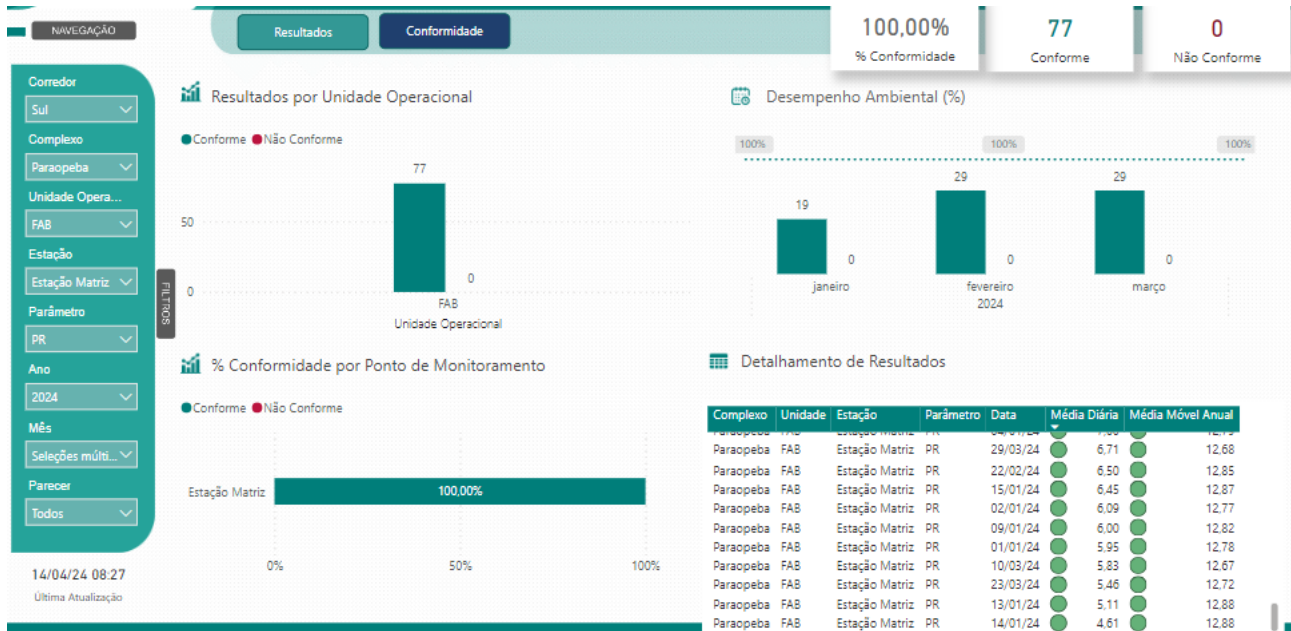 NAVEGAÇÃO
Resultados
Conformidade
100,00%
% Conformidade
77
Conforme
0
Não Conforme
Corredor
Sul
Complexo
Paraopeba
Unidade Opera...
FAB
Estação
Estação Matriz
Parâmetro
PR
Ano
2024
Mês
Seleções múlti...
Parecer
Todos
14/04/24 08:27
Última Atualização
FILTROS
Resultados por Unidade Operacional
Conforme Não Conforme
77
50
0
0
FAB
Unidade Operacional
Desempenho Ambiental (%)
100% 100% 100%
19 29 29
0 0 0
janeiro fevereiro março
2024
% Conformidade por Ponto de Monitoramento
Conforme Não Conforme
Estação Matriz 100,00%
0% 50% 100%
Detalhamento de Resultados
Complexo Unidade Estação Parâmetro Data Média Diária Média Móvel Anual
Paraopeba FAB Estação Matriz PR 29/03/24 6,71 12,68
Paraopeba FAB Estação Matriz PR 22/02/24 6,50 12,85
Paraopeba FAB Estação Matriz PR 15/01/24 6,45 12,87
Paraopeba FAB Estação Matriz PR 02/01/24 6,09 12,77
Paraopeba FAB Estação Matriz PR 09/01/24 6,00 12,82
Paraopeba FAB Estação Matriz PR 01/01/24 5,95 12,78
Paraopeba FAB Estação Matriz PR 10/03/24 5,83 12,67
Paraopeba FAB Estação Matriz PR 23/03/24 5,46 12,72
Paraopeba FAB Estação Matriz PR 13/01/24 5,11 12,88
Paraopeba FAB Estação Matriz PR 14/01/24 4,61 12,88